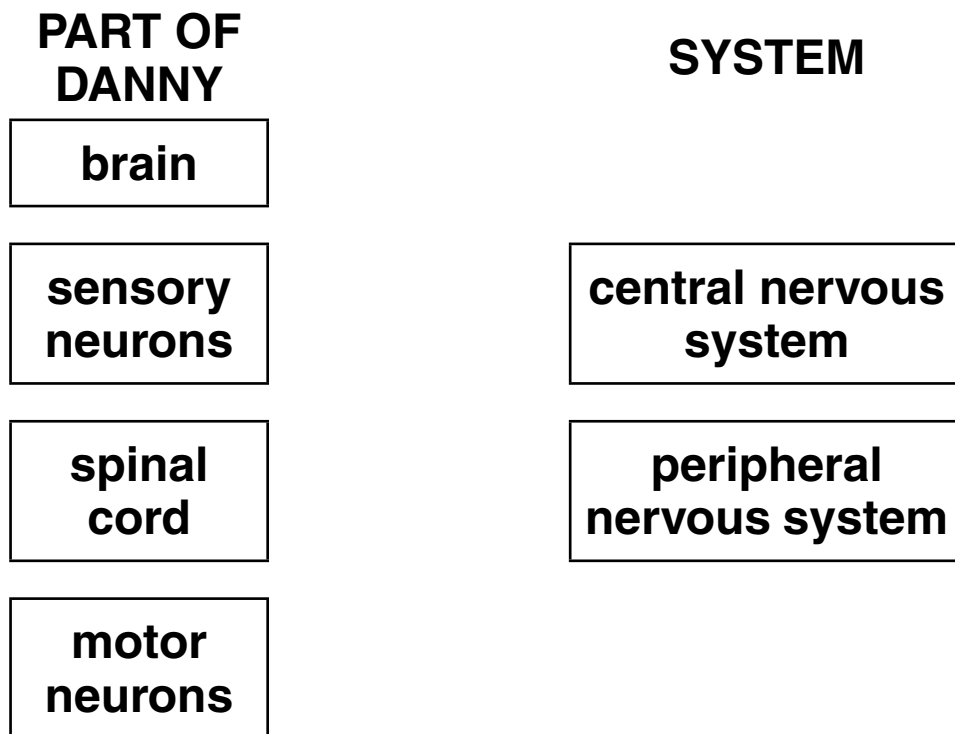 PART OF
DANNY
SYSTEM
brain
sensory
neurons
central nervous
system
spinal
cord
peripheral
nervous system
motor
neurons